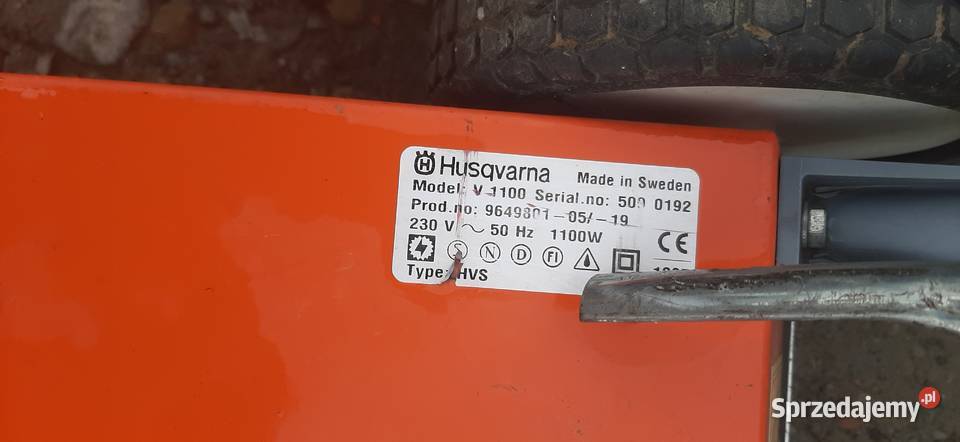 Husqvarna Made in Sweden
Model: V 1100 Serial.no: 500 0192
Prod.no: 9649801-05/-19
230 V ~ 50 Hz 1100W
S N D FI CE
Type: HVS
Sprzedajemy.pl